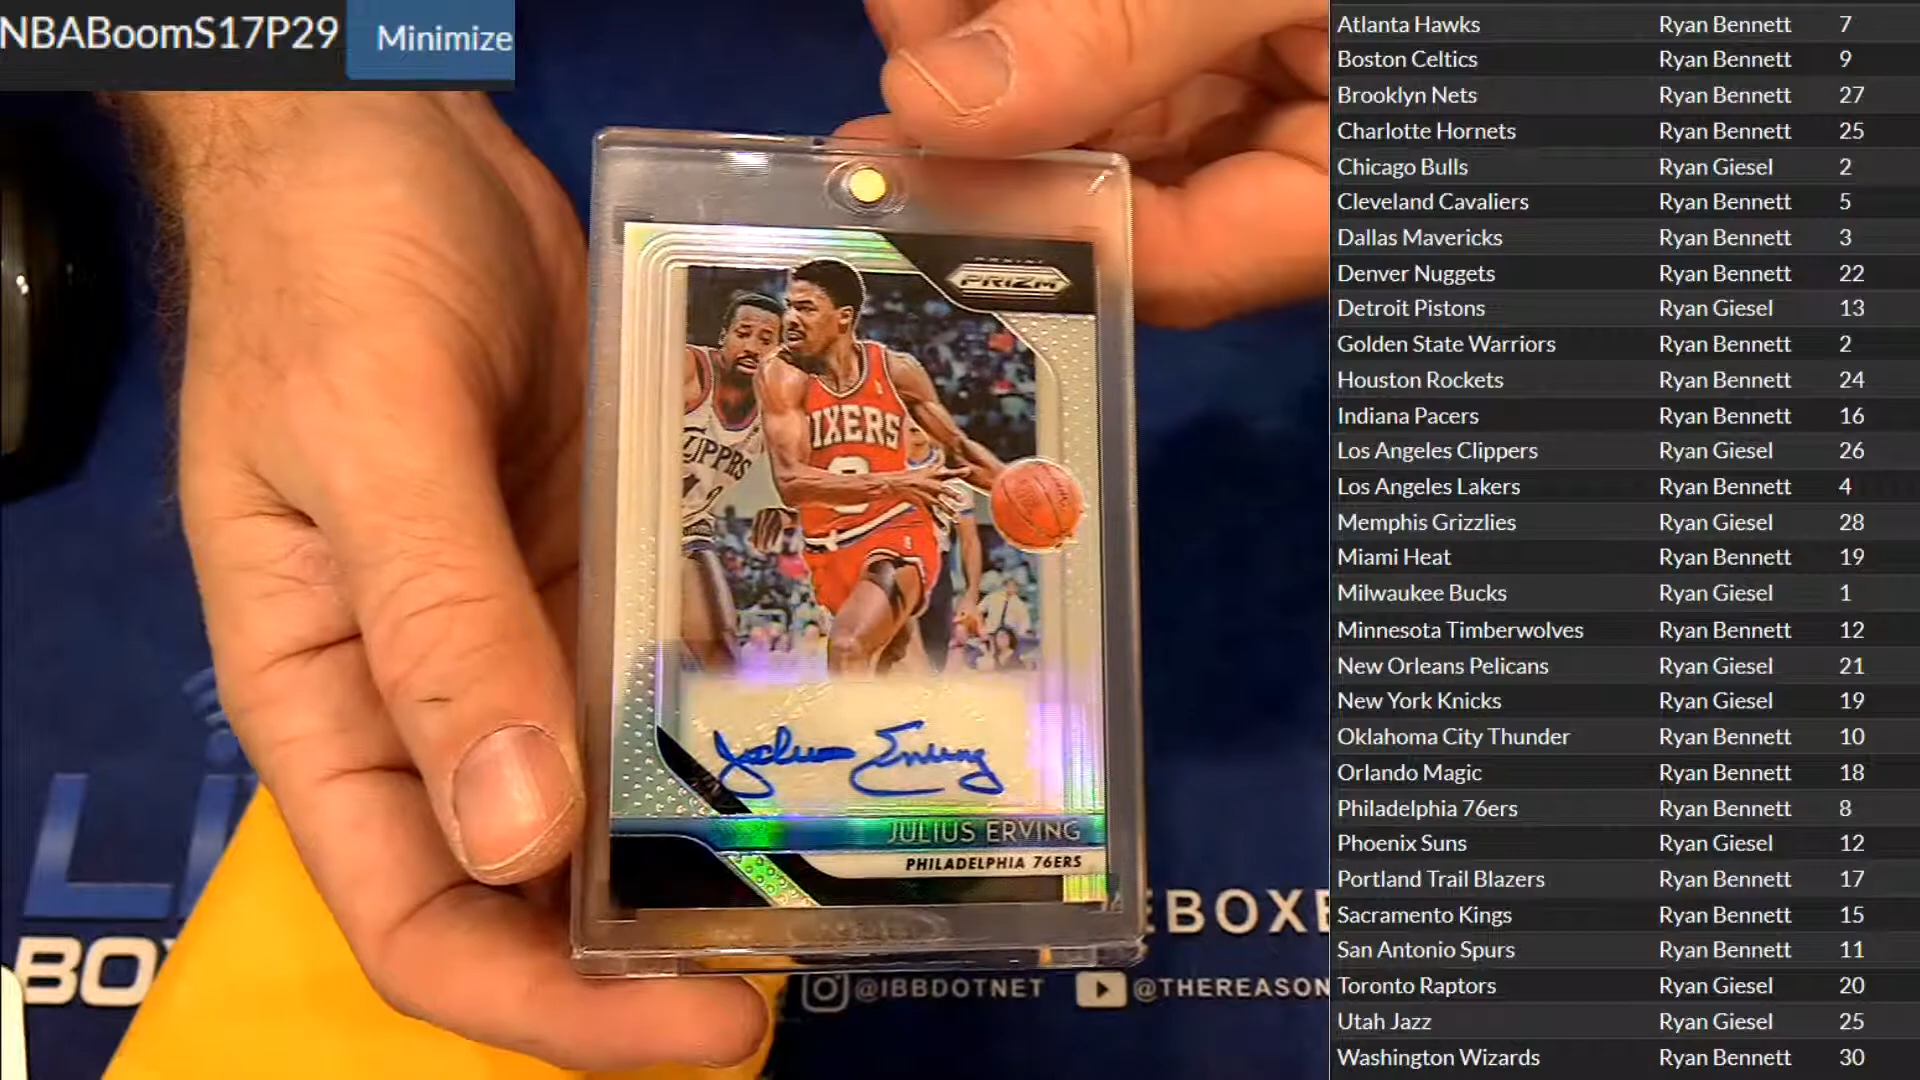 NBABoomS17P29
Minimize
PANINI
PRIZM
IXERS
CLIPPRS
Julius Erving
JULIUS ERVING
PHILADELPHIA 76ERS
BO
EBOXE
@IBBDOTNET
@THEREASON
Atlanta Hawks Ryan Bennett 7
Boston Celtics Ryan Bennett 9
Brooklyn Nets Ryan Bennett 27
Charlotte Hornets Ryan Bennett 25
Chicago Bulls Ryan Giesel 2
Cleveland Cavaliers Ryan Bennett 5
Dallas Mavericks Ryan Bennett 3
Denver Nuggets Ryan Bennett 22
Detroit Pistons Ryan Giesel 13
Golden State Warriors Ryan Bennett 2
Houston Rockets Ryan Bennett 24
Indiana Pacers Ryan Bennett 16
Los Angeles Clippers Ryan Giesel 26
Los Angeles Lakers Ryan Bennett 4
Memphis Grizzlies Ryan Giesel 28
Miami Heat Ryan Bennett 19
Milwaukee Bucks Ryan Giesel 1
Minnesota Timberwolves Ryan Bennett 12
New Orleans Pelicans Ryan Giesel 21
New York Knicks Ryan Giesel 19
Oklahoma City Thunder Ryan Bennett 10
Orlando Magic Ryan Bennett 18
Philadelphia 76ers Ryan Bennett 8
Phoenix Suns Ryan Giesel 12
Portland Trail Blazers Ryan Bennett 17
Sacramento Kings Ryan Bennett 15
San Antonio Spurs Ryan Bennett 11
Toronto Raptors Ryan Giesel 20
Utah Jazz Ryan Giesel 25
Washington Wizards Ryan Bennett 30